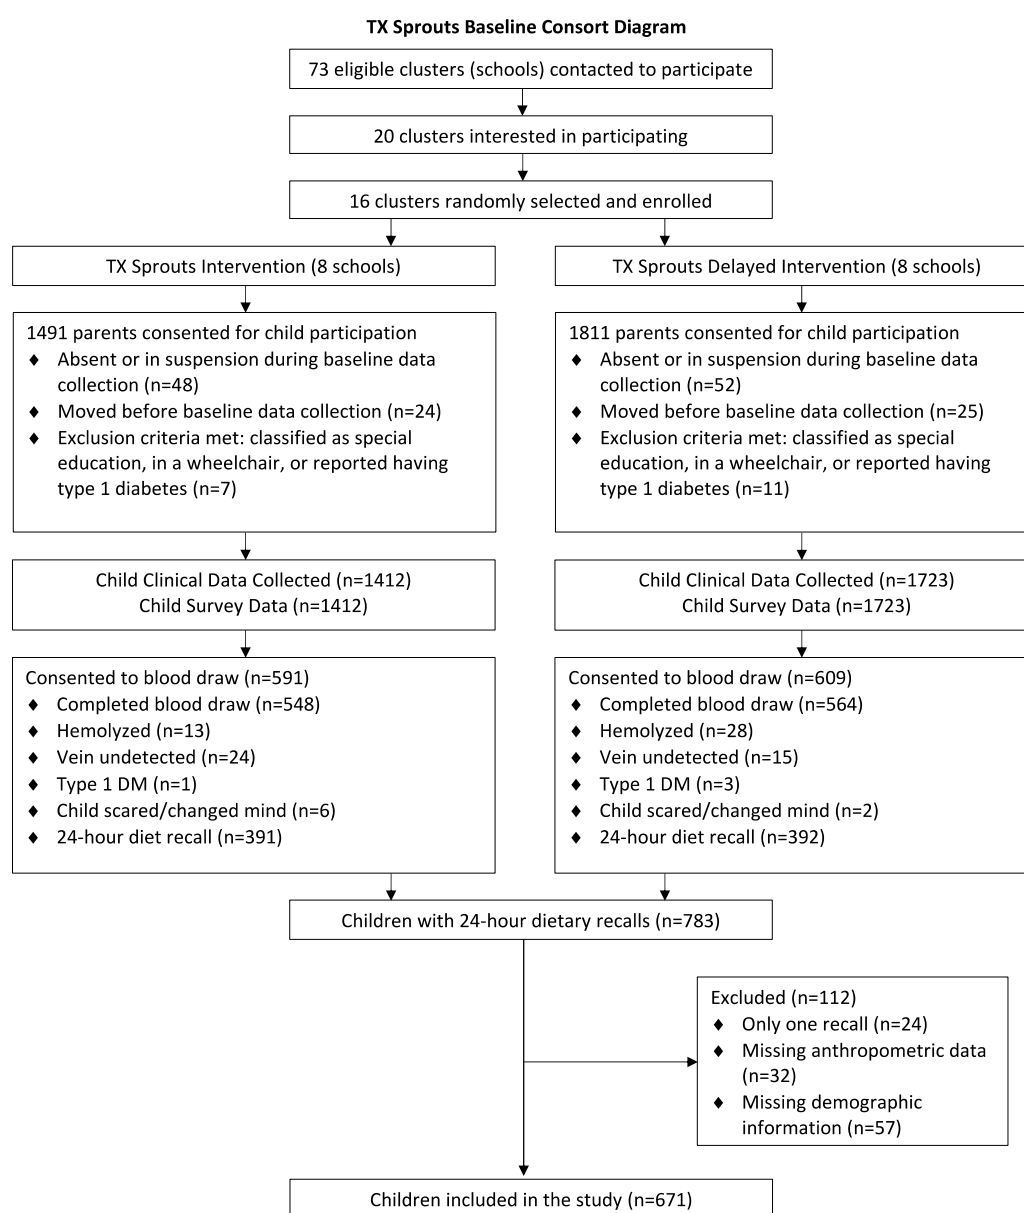 TX Sprouts Baseline Consort Diagram
73 eligible clusters (schools) contacted to participate
20 clusters interested in participating
16 clusters randomly selected and enrolled
TX Sprouts Intervention (8 schools)
1491 parents consented for child participation
♦ Absent or in suspension during baseline data
collection (n=48)
♦ Moved before baseline data collection (n=24)
♦ Exclusion criteria met: classified as special
education, in a wheelchair, or reported having
type 1 diabetes (n=7)
Child Clinical Data Collected (n=1412)
Child Survey Data (n=1412)
Consented to blood draw (n=591)
♦ Completed blood draw (n=548)
♦ Hemolyzed (n=13)
♦ Vein undetected (n=24)
♦ Type 1 DM (n=1)
♦ Child scared/changed mind (n=6)
♦ 24-hour diet recall (n=391)
TX Sprouts Delayed Intervention (8 schools)
1811 parents consented for child participation
♦ Absent or in suspension during baseline data
collection (n=52)
♦ Moved before baseline data collection (n=25)
♦ Exclusion criteria met: classified as special
education, in a wheelchair, or reported having
type 1 diabetes (n=11)
Child Clinical Data Collected (n=1723)
Child Survey Data (n=1723)
Consented to blood draw (n=609)
♦ Completed blood draw (n=564)
♦ Hemolyzed (n=28)
♦ Vein undetected (n=15)
♦ Type 1 DM (n=3)
♦ Child scared/changed mind (n=2)
♦ 24-hour diet recall (n=392)
Children with 24-hour dietary recalls (n=783)
Excluded (n=112)
♦ Only one recall (n=24)
♦ Missing anthropometric data
(n=32)
♦ Missing demographic
information (n=57)
Children included in the study (n=671)